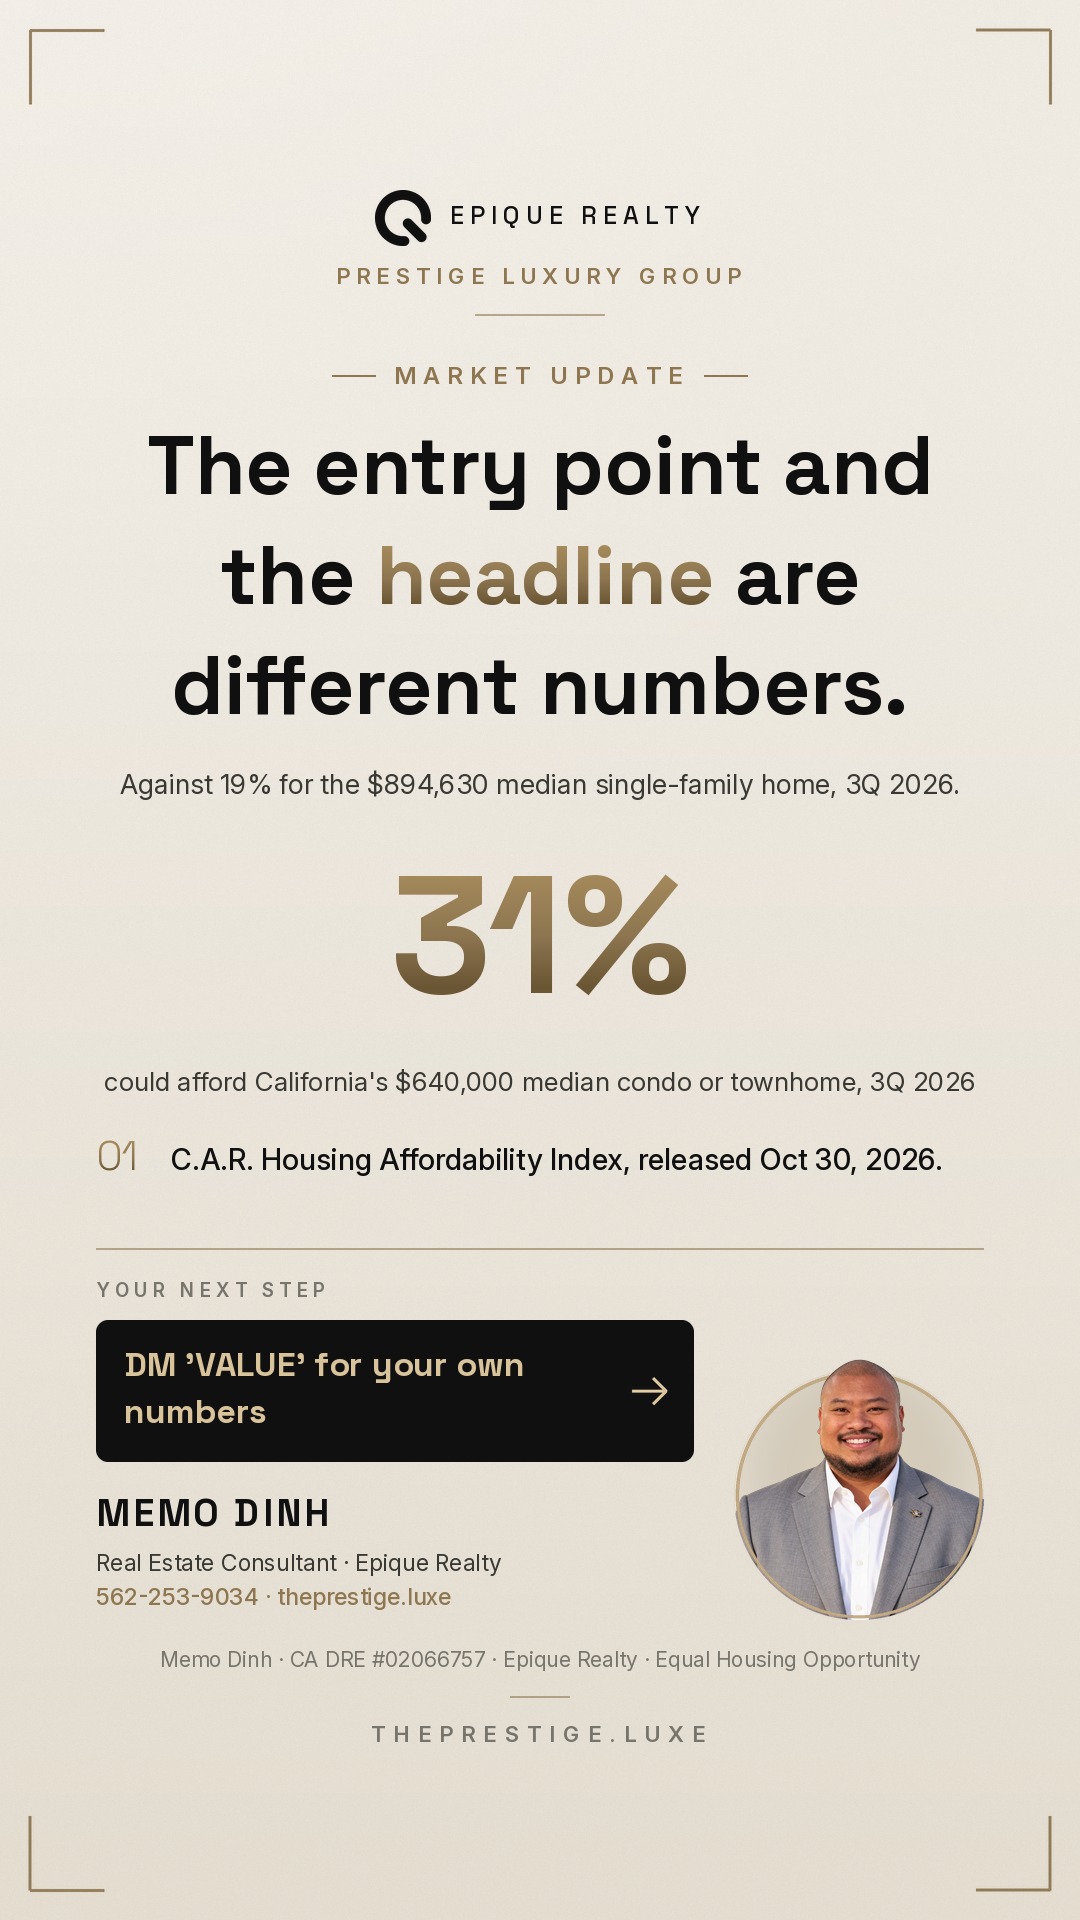 EPIQUE REALTY
PRESTIGE LUXURY GROUP
MARKET UPDATE
The entry point and
the headline are
different numbers.
Against 19% for the $894,630 median single-family home, 3Q 2026.
31%
could afford California's $640,000 median condo or townhome, 3Q 2026
01 C.A.R. Housing Affordability Index, released Oct 30, 2026.
YOUR NEXT STEP
DM ’VALUE’ for your own
numbers
→
MEMO DINH
Real Estate Consultant · Epique Realty
562-253-9034 · theprestige.luxe
Memo Dinh · CA DRE #02066757 · Epique Realty · Equal Housing Opportunity
THEPRESTIGE.LUXE